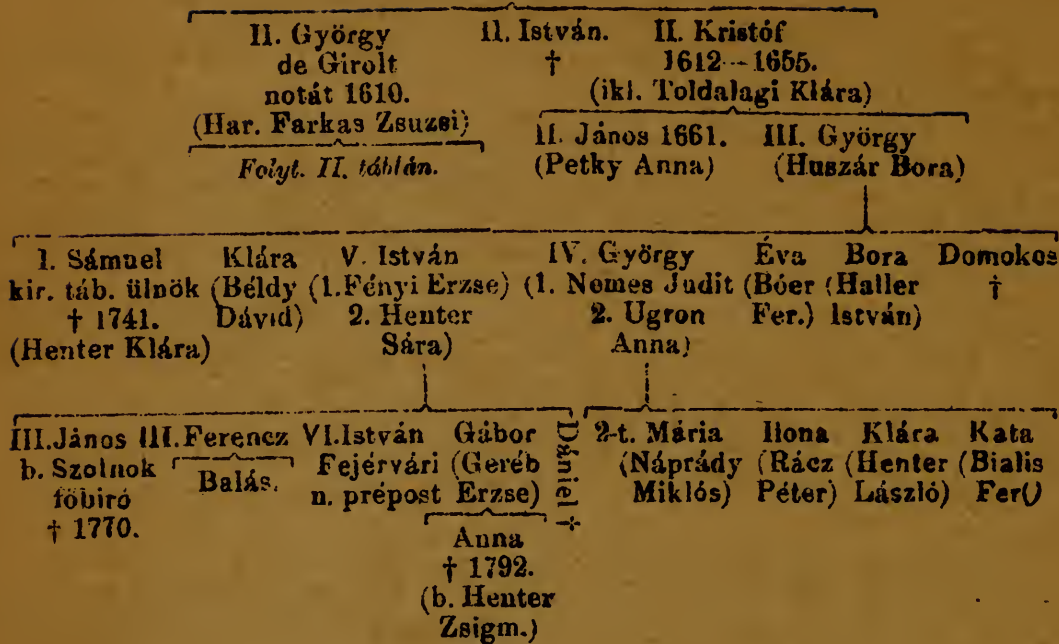 II. György II. István. II. Kristóf
de Girolt † 1612--1655.
notát 1610. (ikl. Toldalagi Klára)
(Har. Farkas Zsuzsi)
Folyt. II. táblán.
II. János 1661. III. György
(Petky Anna) (Huszár Bora)
I. Sámuel Klára V. István IV. György Éva Bora Domokos
kir. táb. ülnök (Béldy (1.Fényi Erzse) (1. Nemes Judit (Bóer (Haller †
† 1741. Dávid) 2. Henter 2. Ugron Fer.) István)
(Henter Klára) Sára) Anna)
III.János III.Ferencz VI.István Gábor Dániel † 2-t. Mária Ilona Klára Kata
b. Szolnok Balás. Fejérvári (Geréb (Náprády (Rácz (Henter (Bialis
föbiró n. prépost Erzse) Miklós) Péter) László) Fer()
† 1770.
Anna
† 1792.
(b. Henter
Zsigm.)